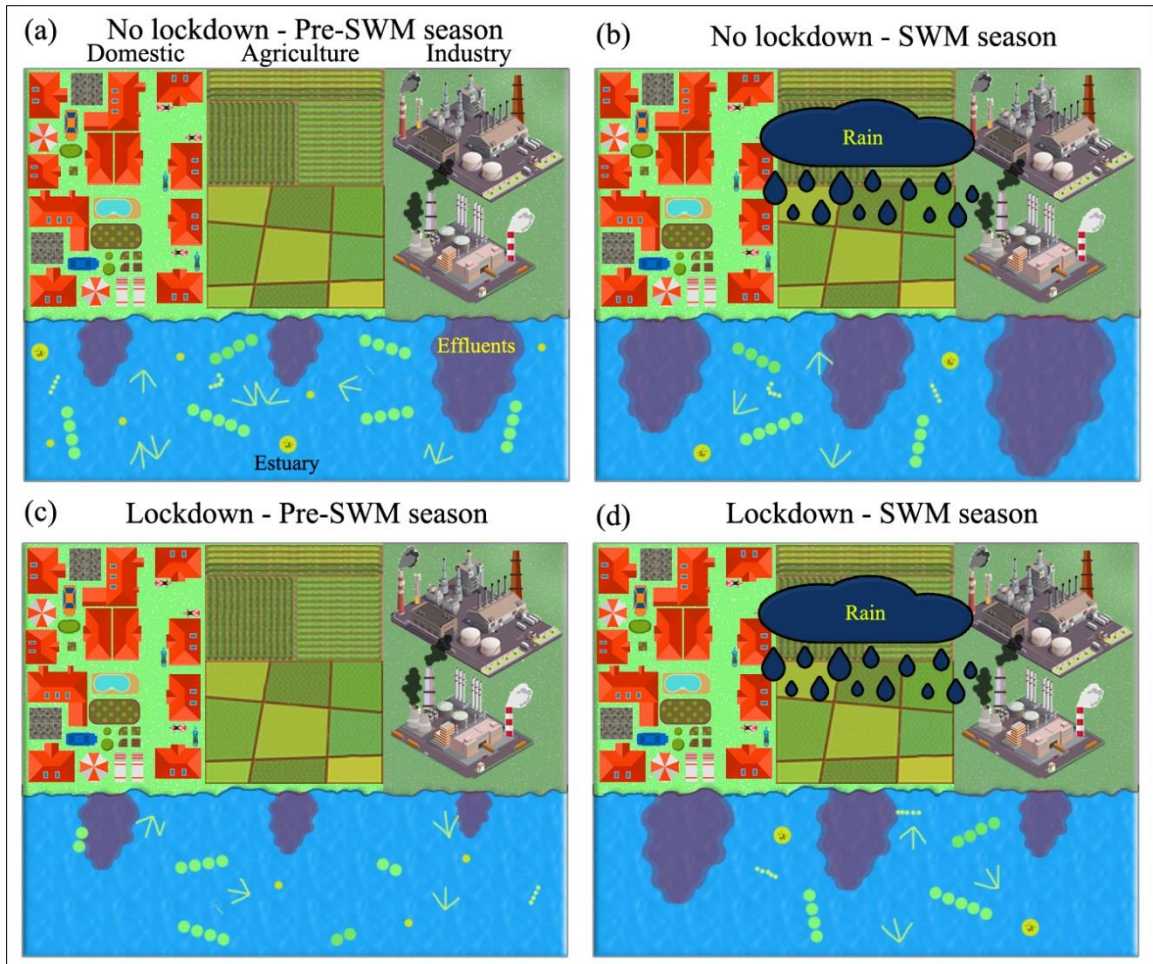 (a) No lockdown - Pre-SWM season
Domestic Agriculture Industry
Effluents
Estuary
(b) No lockdown - SWM season
Rain
(c) Lockdown - Pre-SWM season
(d) Lockdown - SWM season
Rain